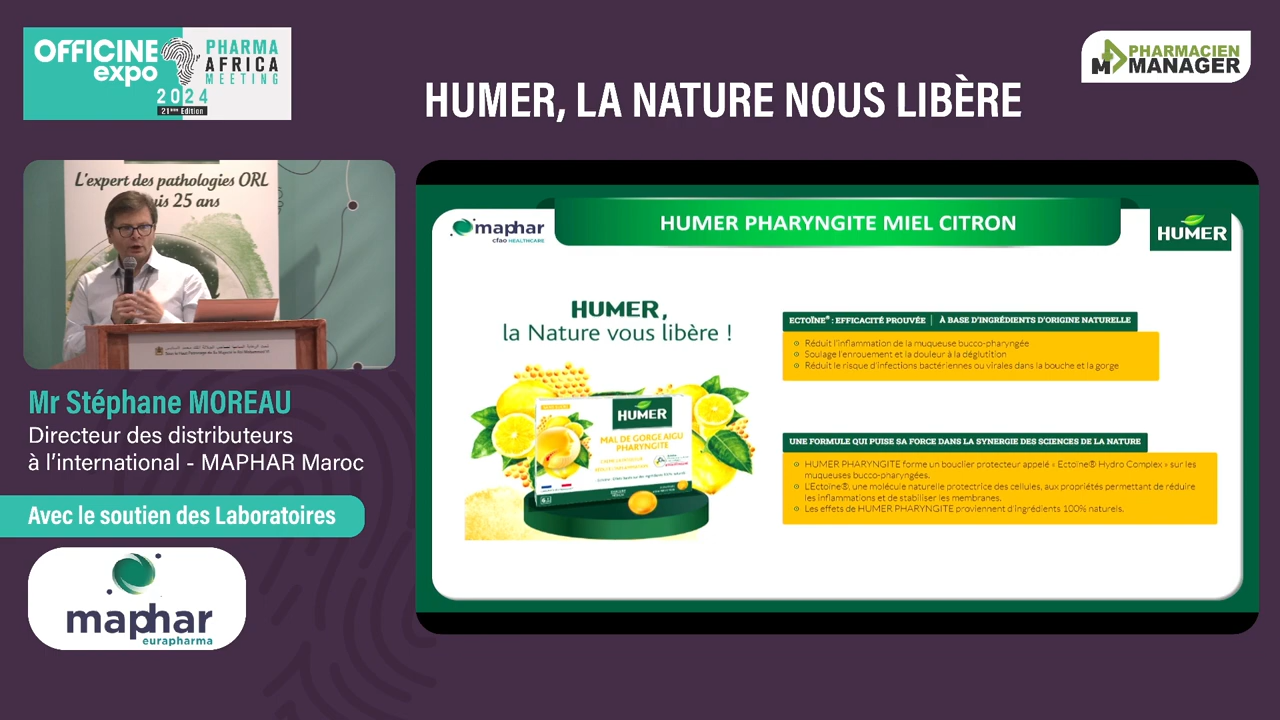 OFFICINE
expo
PHARMA
AFRICA
MEETING
2024
21ème Edition
PHARMACIEN
MANAGER
HUMER, LA NATURE NOUS LIBÈRE
L'expert des pathologies ORL
uis 25 ans
Mr Stéphane MOREAU
Directeur des distributeurs
à l'international - MAPHAR Maroc
Avec le soutien des Laboratoires
maphar
eurapharma
maphar
cfao HEALTHCARE
HUMER PHARYNGITE MIEL CITRON
HUMER
HUMER,
la Nature vous libère !
HUMER
MAL DE GORGE AIGU
PHARYNGITE
ECTOÏNE® : EFFICACITÉ PROUVÉE | À BASE D'INGRÉDIENTS D'ORIGINE NATURELLE
Réduit l'inflammation de la muqueuse bucco-pharyngée
Soulage l'enrouement et la douleur à la déglutition
Réduit le risque d'infections bactériennes ou virales dans la bouche et la gorge
UNE FORMULE QUI PUISE SA FORCE DANS LA SYNERGIE DES SCIENCES DE LA NATURE
HUMER PHARYNGITE forme un bouclier protecteur appelé « Ectoïne® Hydro Complex » sur les
muqueuses bucco-pharyngées.
L'Ectoïne®, une molécule naturelle protectrice des cellules, aux propriétés permettant de réduire
les inflammations et de stabiliser les membranes.
Les effets de HUMER PHARYNGITE proviennent d'ingrédients 100% naturels.